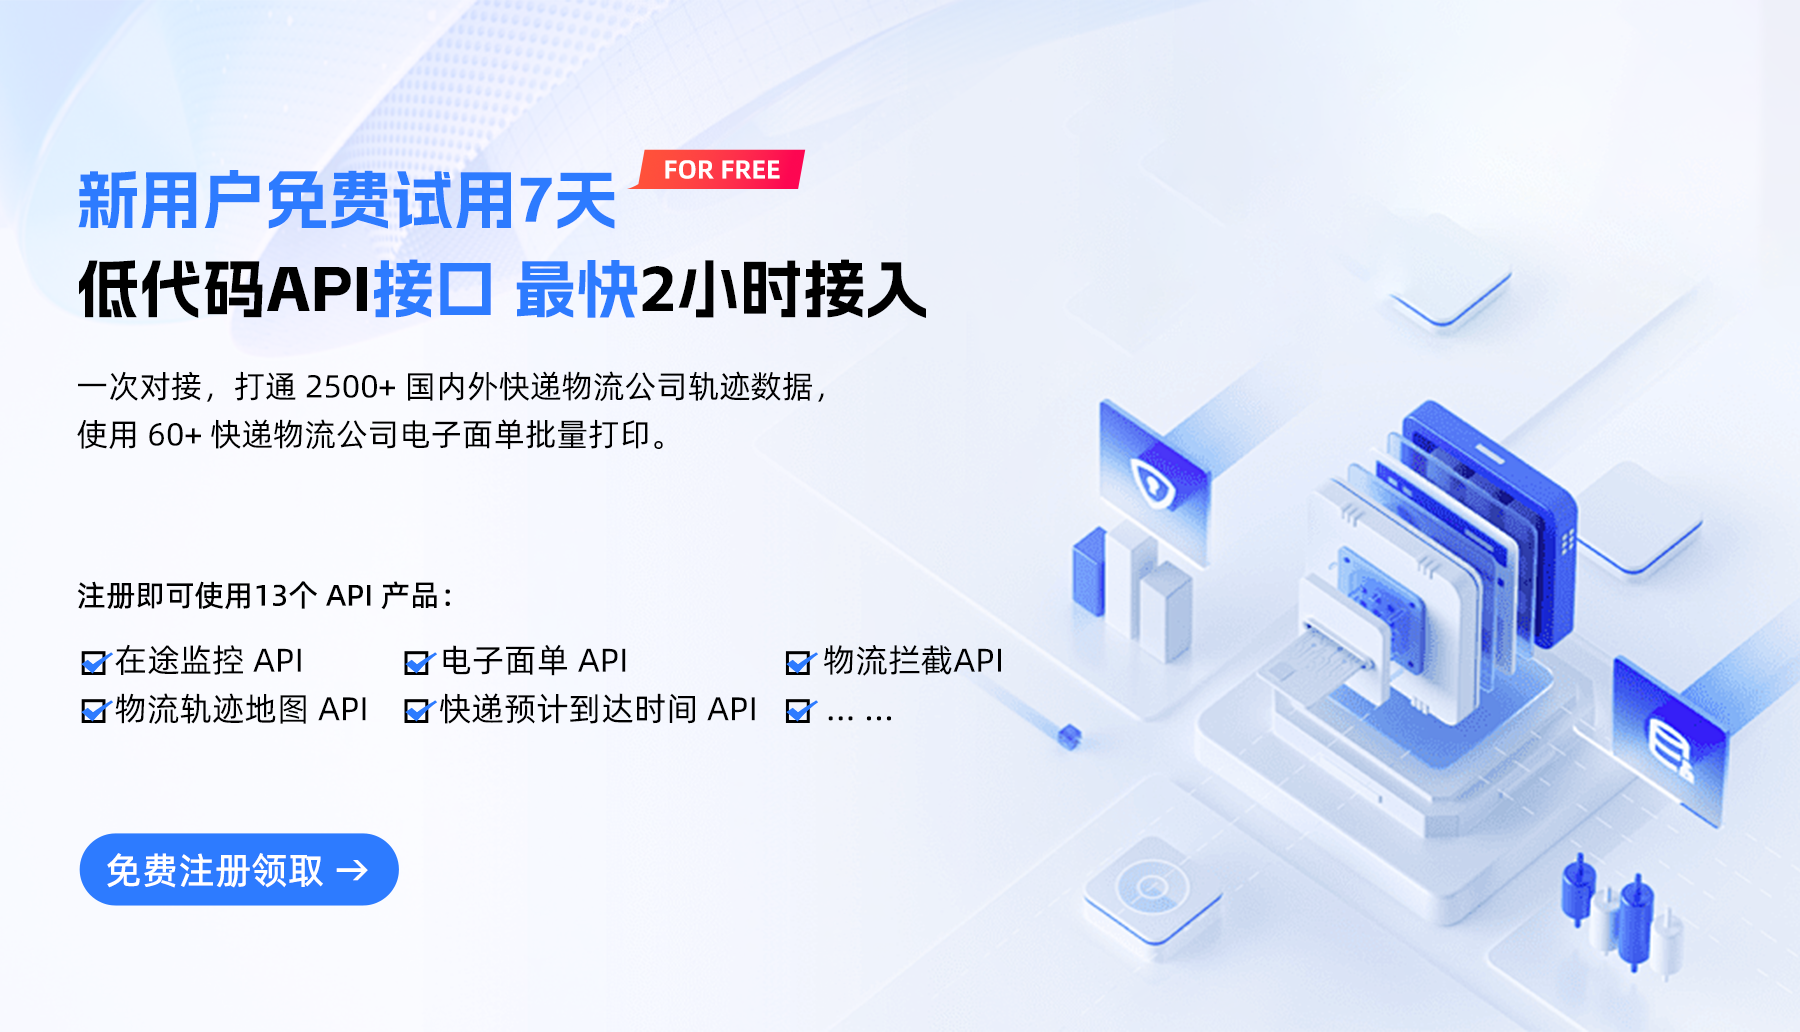 新用户免费试用7天
FOR FREE
低代码API接口 最快2小时接入
一次对接，打通 2500+ 国内外快递物流公司轨迹数据，
使用 60+ 快递物流公司电子面单批量打印。
注册即可使用13个 API 产品：
在途监控 API
电子面单 API
物流拦截API
物流轨迹地图 API
快递预计到达时间 API
... ...
免费注册领取 →